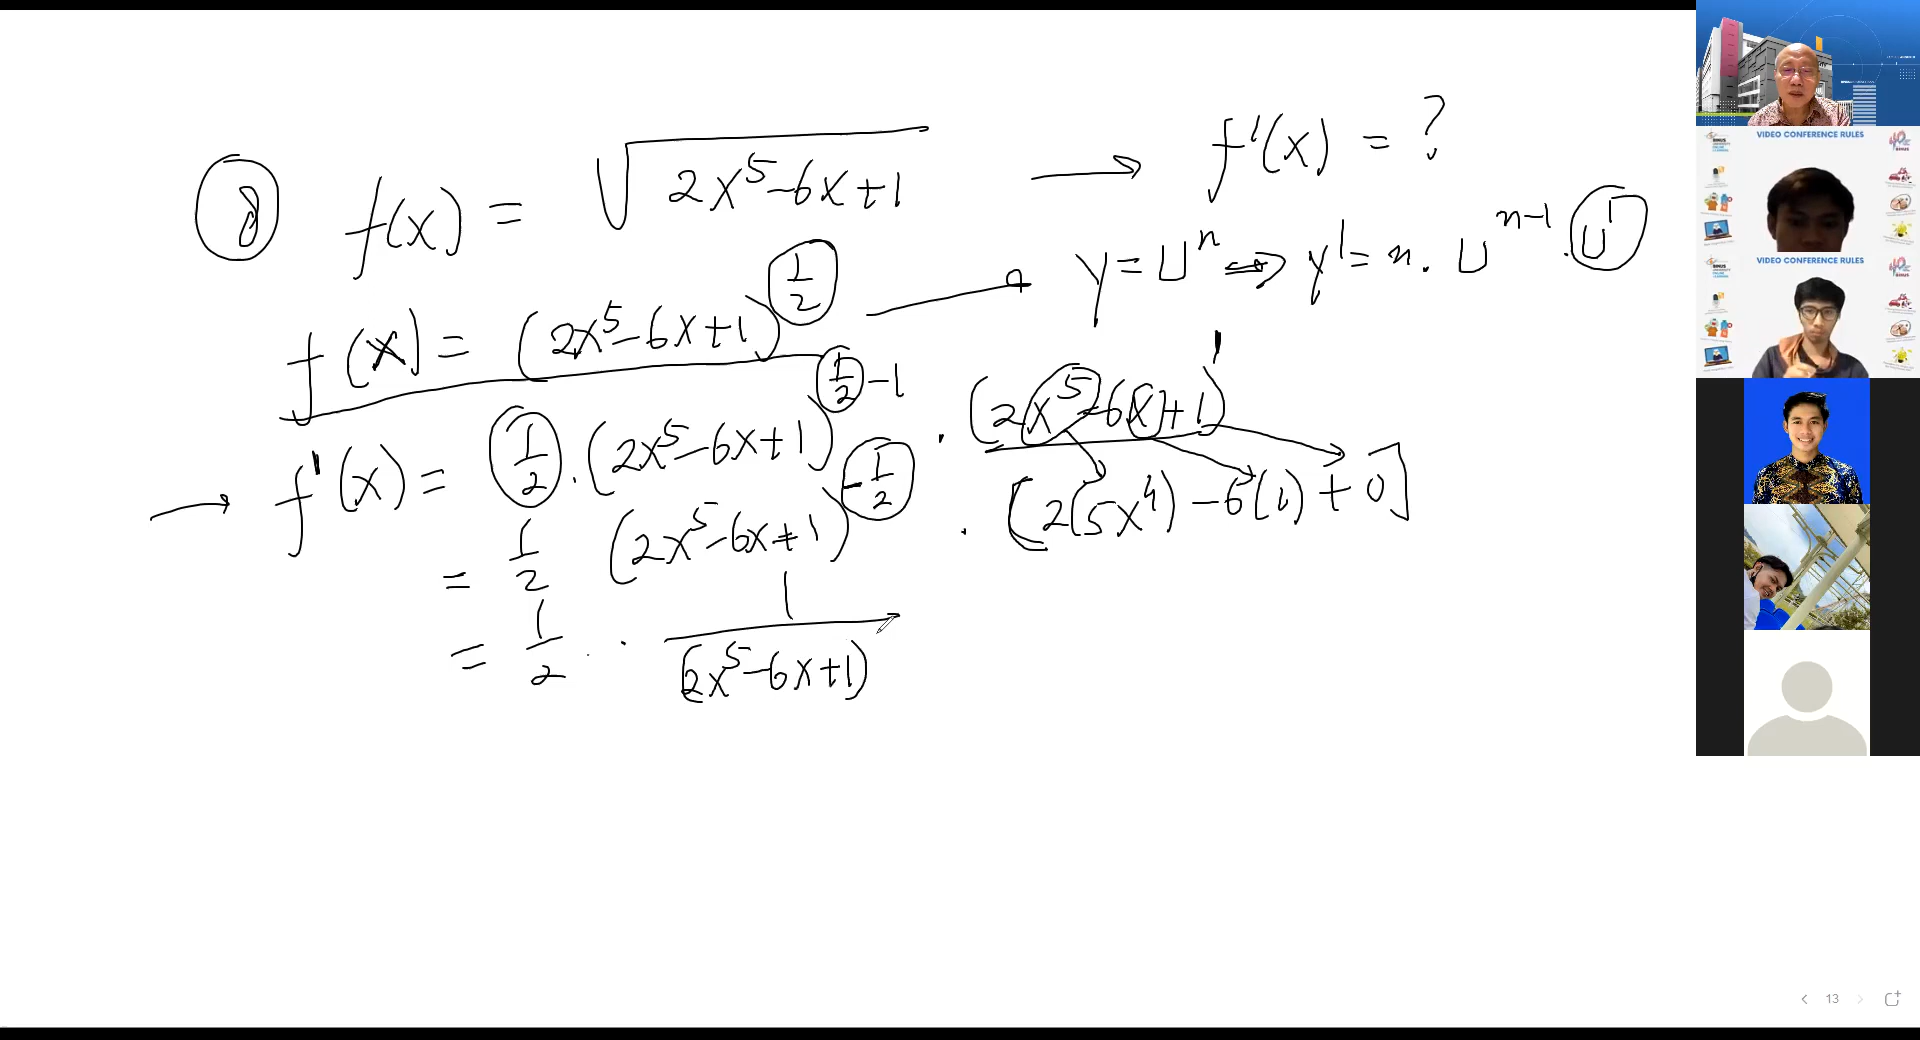 8 f(x) = √(2x⁵-6x+1) → f'(x) = ?
f(x) = (2x⁵-6x+1)^(1/2) → y = U^n ⇒ y' = n . U^(n-1) . U'
→ f'(x) = 1/2 . (2x⁵-6x+1)^(1/2 -1) . (2x⁵-6x+1)'
= 1/2 (2x⁵-6x+1)^(-1/2) . [2(5x⁴) -6(1) + 0]
= 1/2 . 1/(2x⁵-6x+1)
VIDEO CONFERENCE RULES
VIDEO CONFERENCE RULES
< 13 >